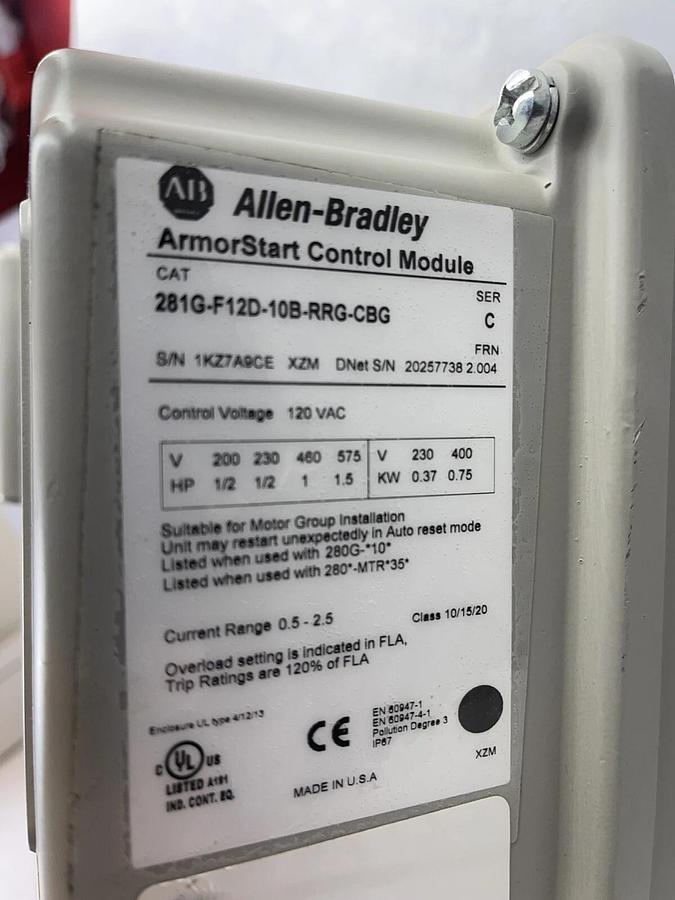 AB
Allen-Bradley
ArmorStart Control Module
CAT
SER
281G-F12D-10B-RRG-CBG
C
FRN
S/N 1KZ7A9CE XZM DNet S/N 20257738 2.004
Control Voltage 120 VAC
V 200 230 460 575 V 230 400
HP 1/2 1/2 1 1.5 KW 0.37 0.75
Suitable for Motor Group Installation
Unit may restart unexpectedly in Auto reset mode
Listed when used with 280G-*10*
Listed when used with 280*-MTR*35*
Current Range 0.5 - 2.5 Class 10/15/20
Overload setting is indicated in FLA,
Trip Ratings are 120% of FLA
Enclosure UL type 4/12/13
EN 60947-1
EN 60947-4-1
Pollution Degree 3
IP67
CE
C UL US
LISTED A191
IND. CONT. EQ.
MADE IN U.S.A
XZM